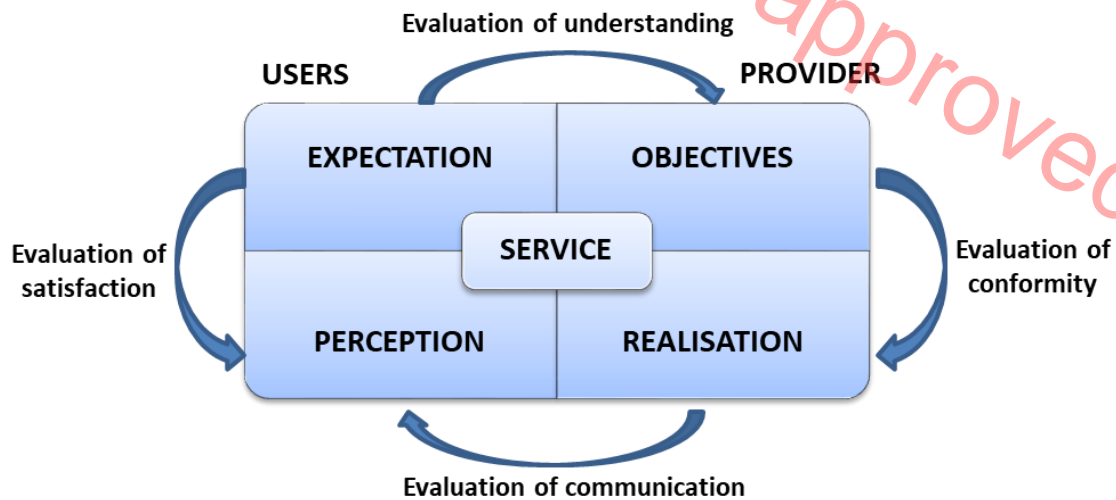 Evaluation of understanding
USERS
PROVIDER
approved
EXPECTATION
OBJECTIVES
SERVICE
Evaluation of
satisfaction
Evaluation of
conformity
PERCEPTION
REALISATION
Evaluation of communication